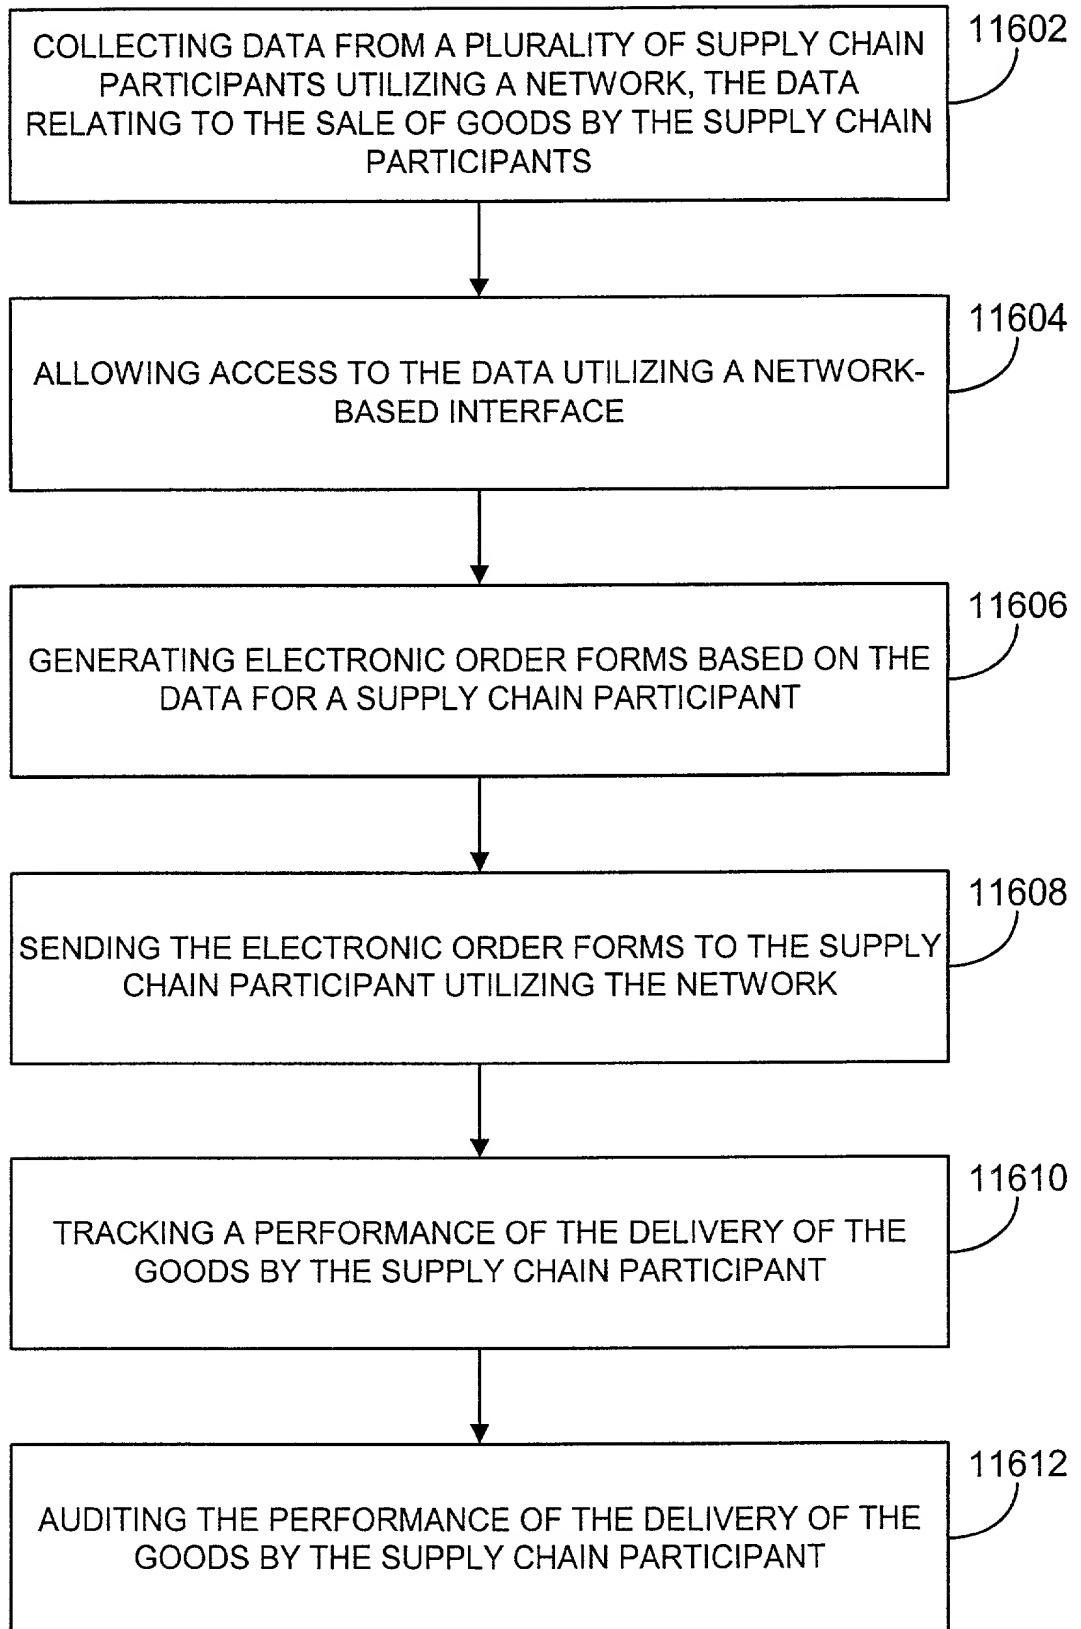 COLLECTING DATA FROM A PLURALITY OF SUPPLY CHAIN
PARTICIPANTS UTILIZING A NETWORK, THE DATA
RELATING TO THE SALE OF GOODS BY THE SUPPLY CHAIN
PARTICIPANTS
11602
ALLOWING ACCESS TO THE DATA UTILIZING A NETWORK-
BASED INTERFACE
11604
GENERATING ELECTRONIC ORDER FORMS BASED ON THE
DATA FOR A SUPPLY CHAIN PARTICIPANT
11606
SENDING THE ELECTRONIC ORDER FORMS TO THE SUPPLY
CHAIN PARTICIPANT UTILIZING THE NETWORK
11608
TRACKING A PERFORMANCE OF THE DELIVERY OF THE
GOODS BY THE SUPPLY CHAIN PARTICIPANT
11610
AUDITING THE PERFORMANCE OF THE DELIVERY OF THE
GOODS BY THE SUPPLY CHAIN PARTICIPANT
11612